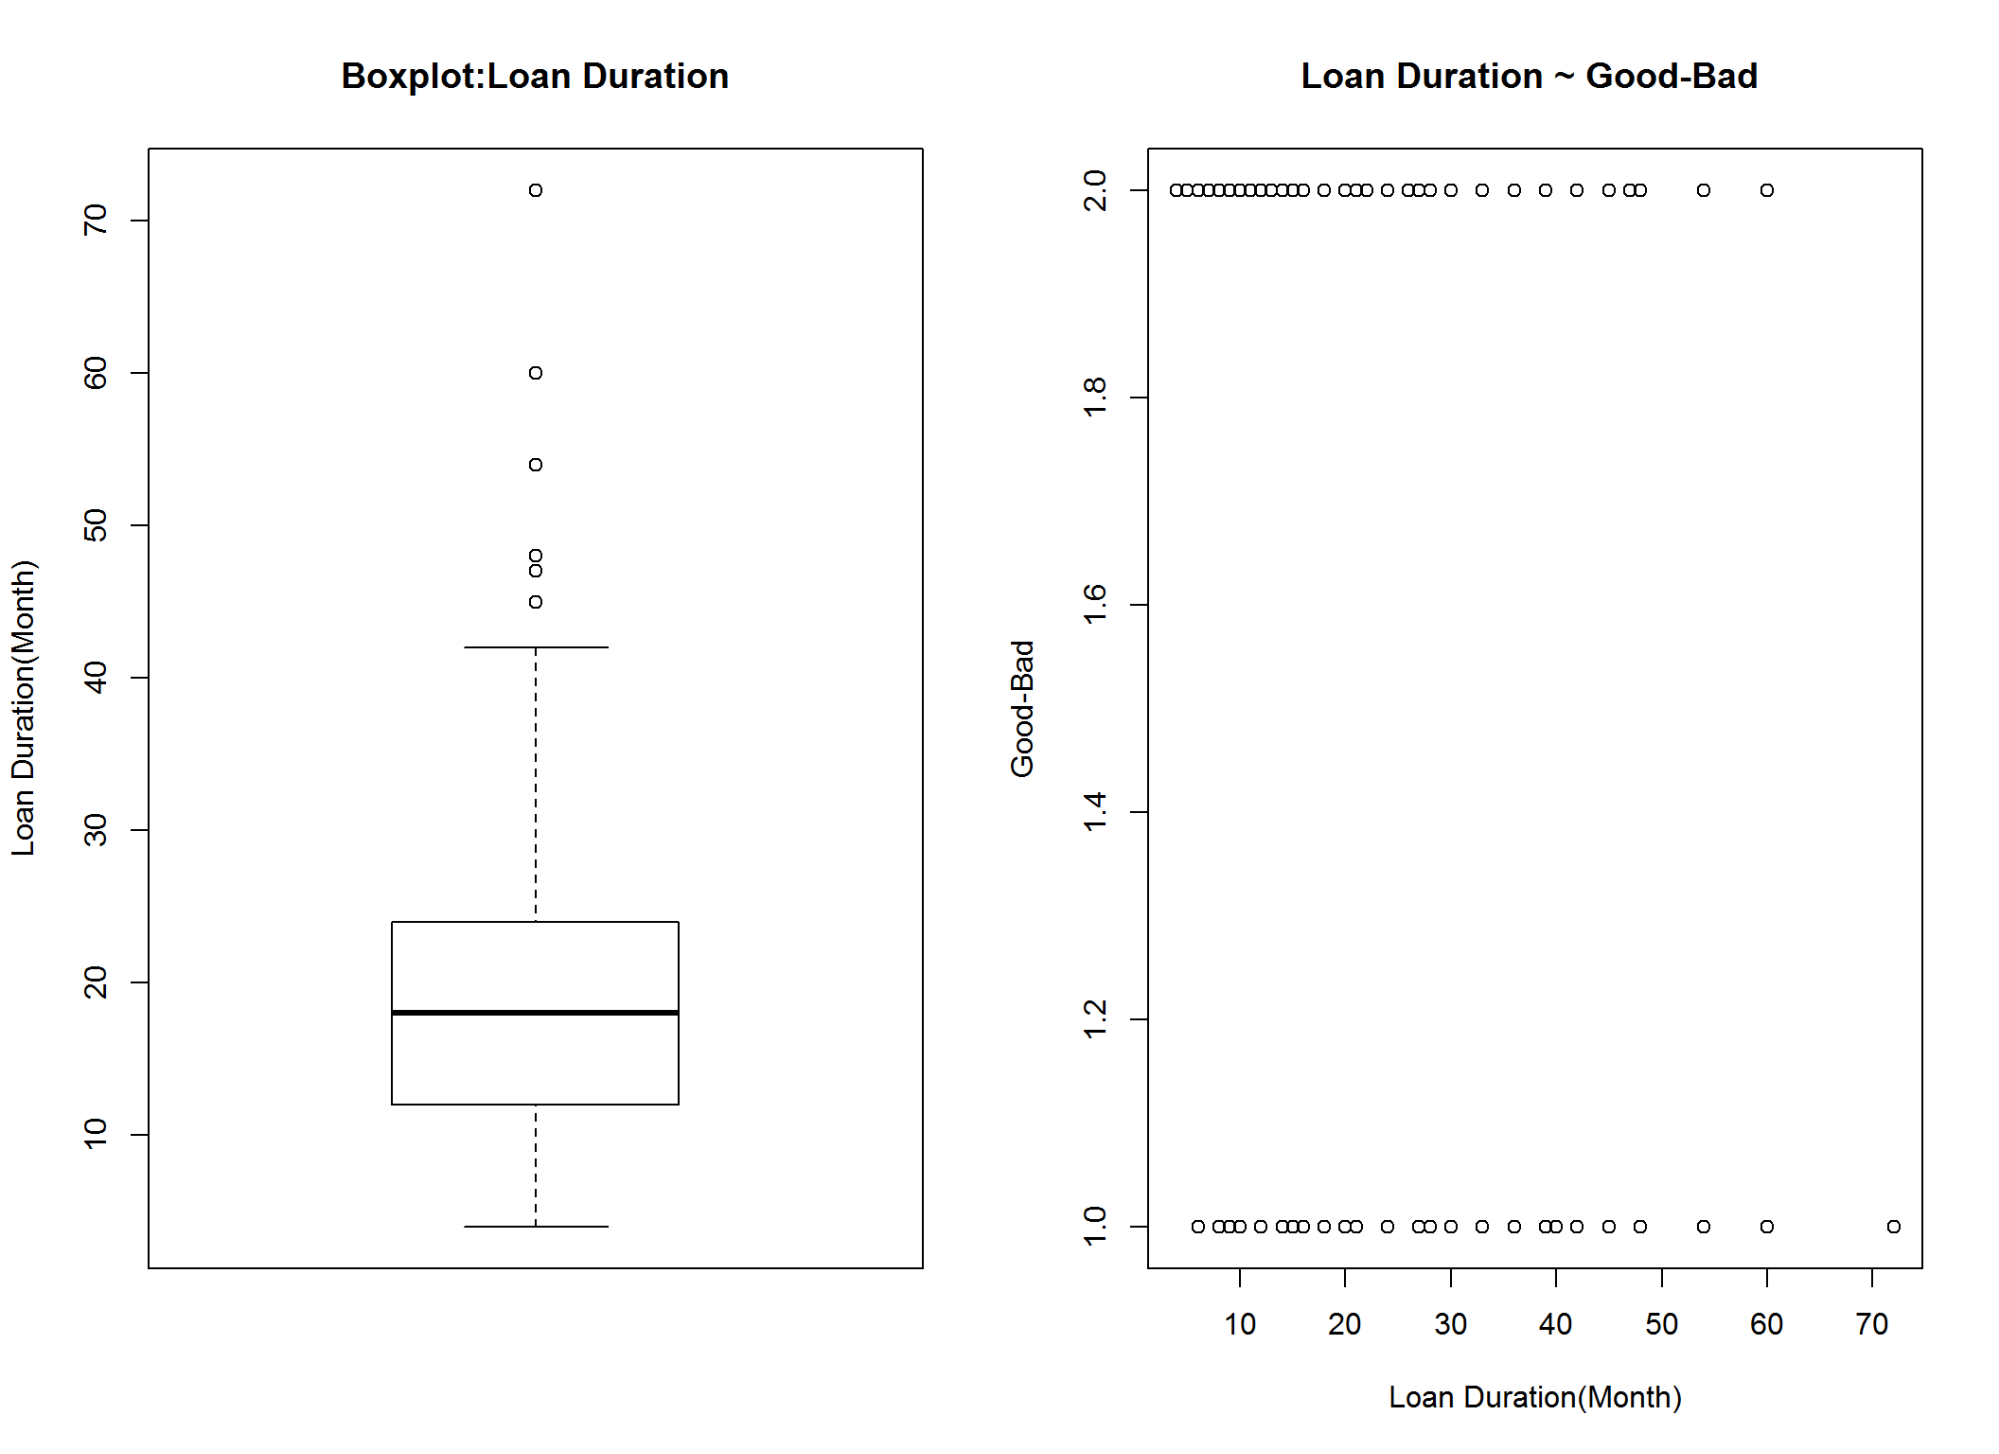 Boxplot:Loan Duration
Loan Duration(Month)
70
60
50
40
30
20
10
Loan Duration ~ Good-Bad
Good-Bad
2.0
1.8
1.6
1.4
1.2
1.0
10 20 30 40 50 60 70
Loan Duration(Month)